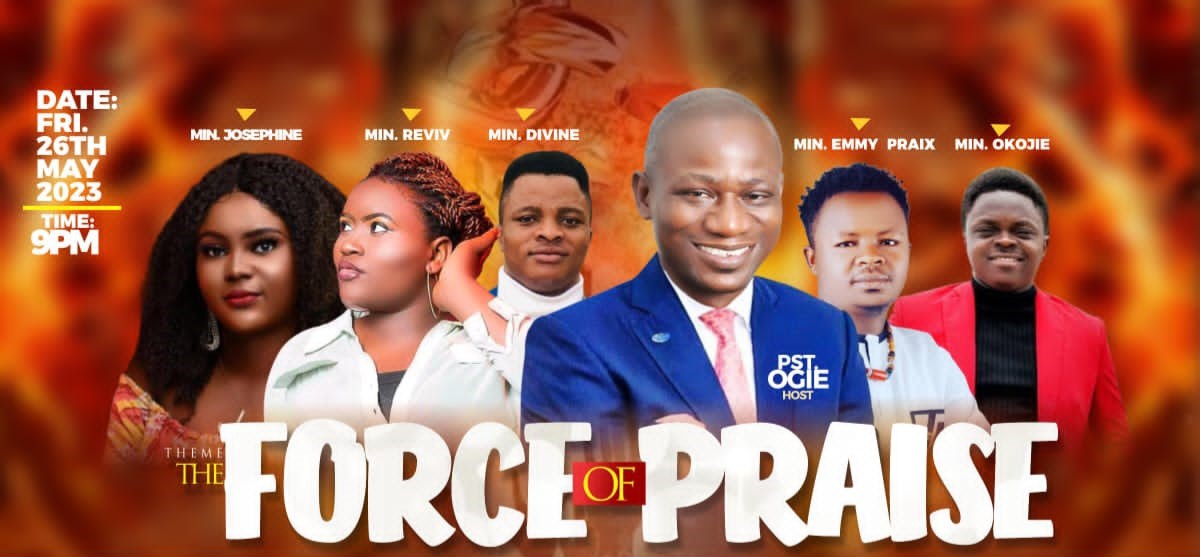 DATE:
FRI.
26TH
MAY
2023
TIME:
9PM
MIN. JOSEPHINE
MIN. REVIV
MIN. DIVINE
MIN. EMMY PRAIX
MIN. OKOJIE
PST.
OGIE
HOST
THEME
THE
FORCE
OF
PRAISE